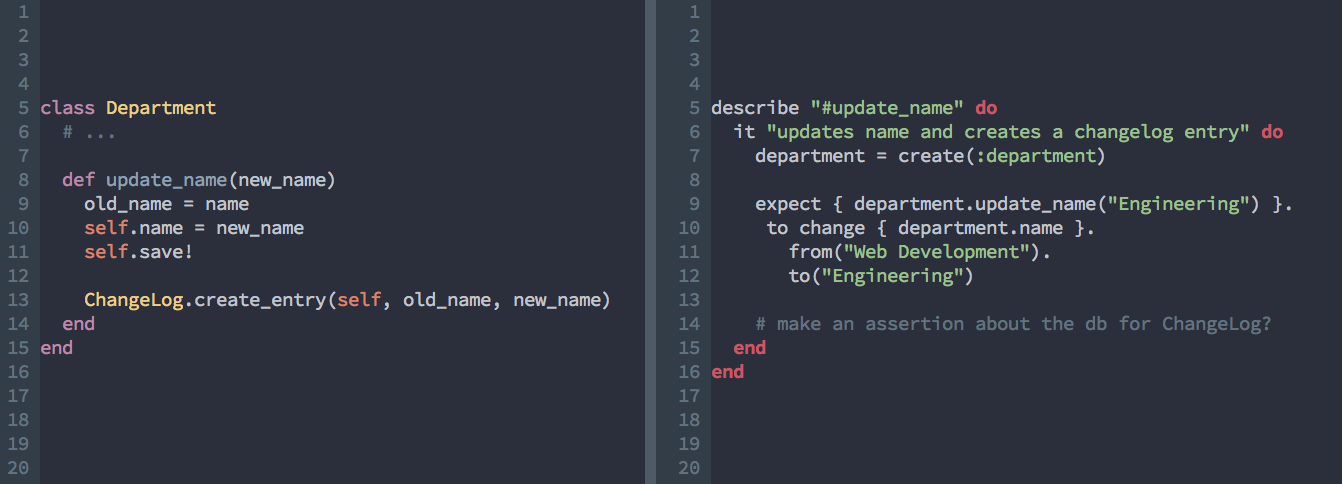 1
2
3
4
5 class Department
6   # ...
7
8   def update_name(new_name)
9     old_name = name
10     self.name = new_name
11     self.save!
12
13     ChangeLog.create_entry(self, old_name, new_name)
14   end
15 end
16
17
18
19
20
1
2
3
4
5 describe "#update_name" do
6   it "updates name and creates a changelog entry" do
7     department = create(:department)
8
9     expect { department.update_name("Engineering") }.
10      to change { department.name }.
11        from("Web Development").
12        to("Engineering")
13
14     # make an assertion about the db for ChangeLog?
15   end
16 end
17
18
19
20